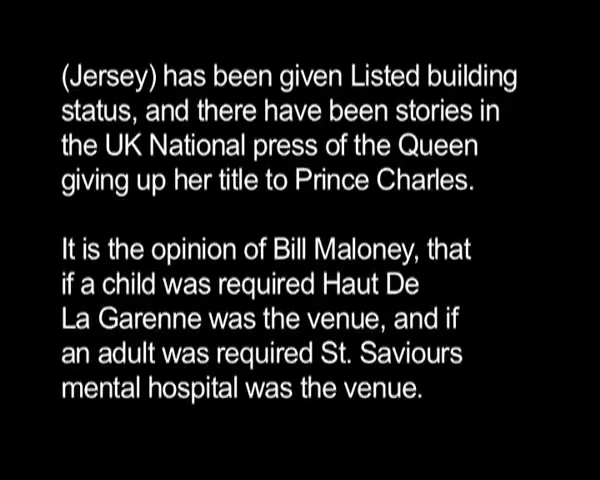 (Jersey) has been given Listed building
status, and there have been stories in
the UK National press of the Queen
giving up her title to Prince Charles.
It is the opinion of Bill Maloney, that
if a child was required Haut De
La Garenne was the venue, and if
an adult was required St. Saviours
mental hospital was the venue.